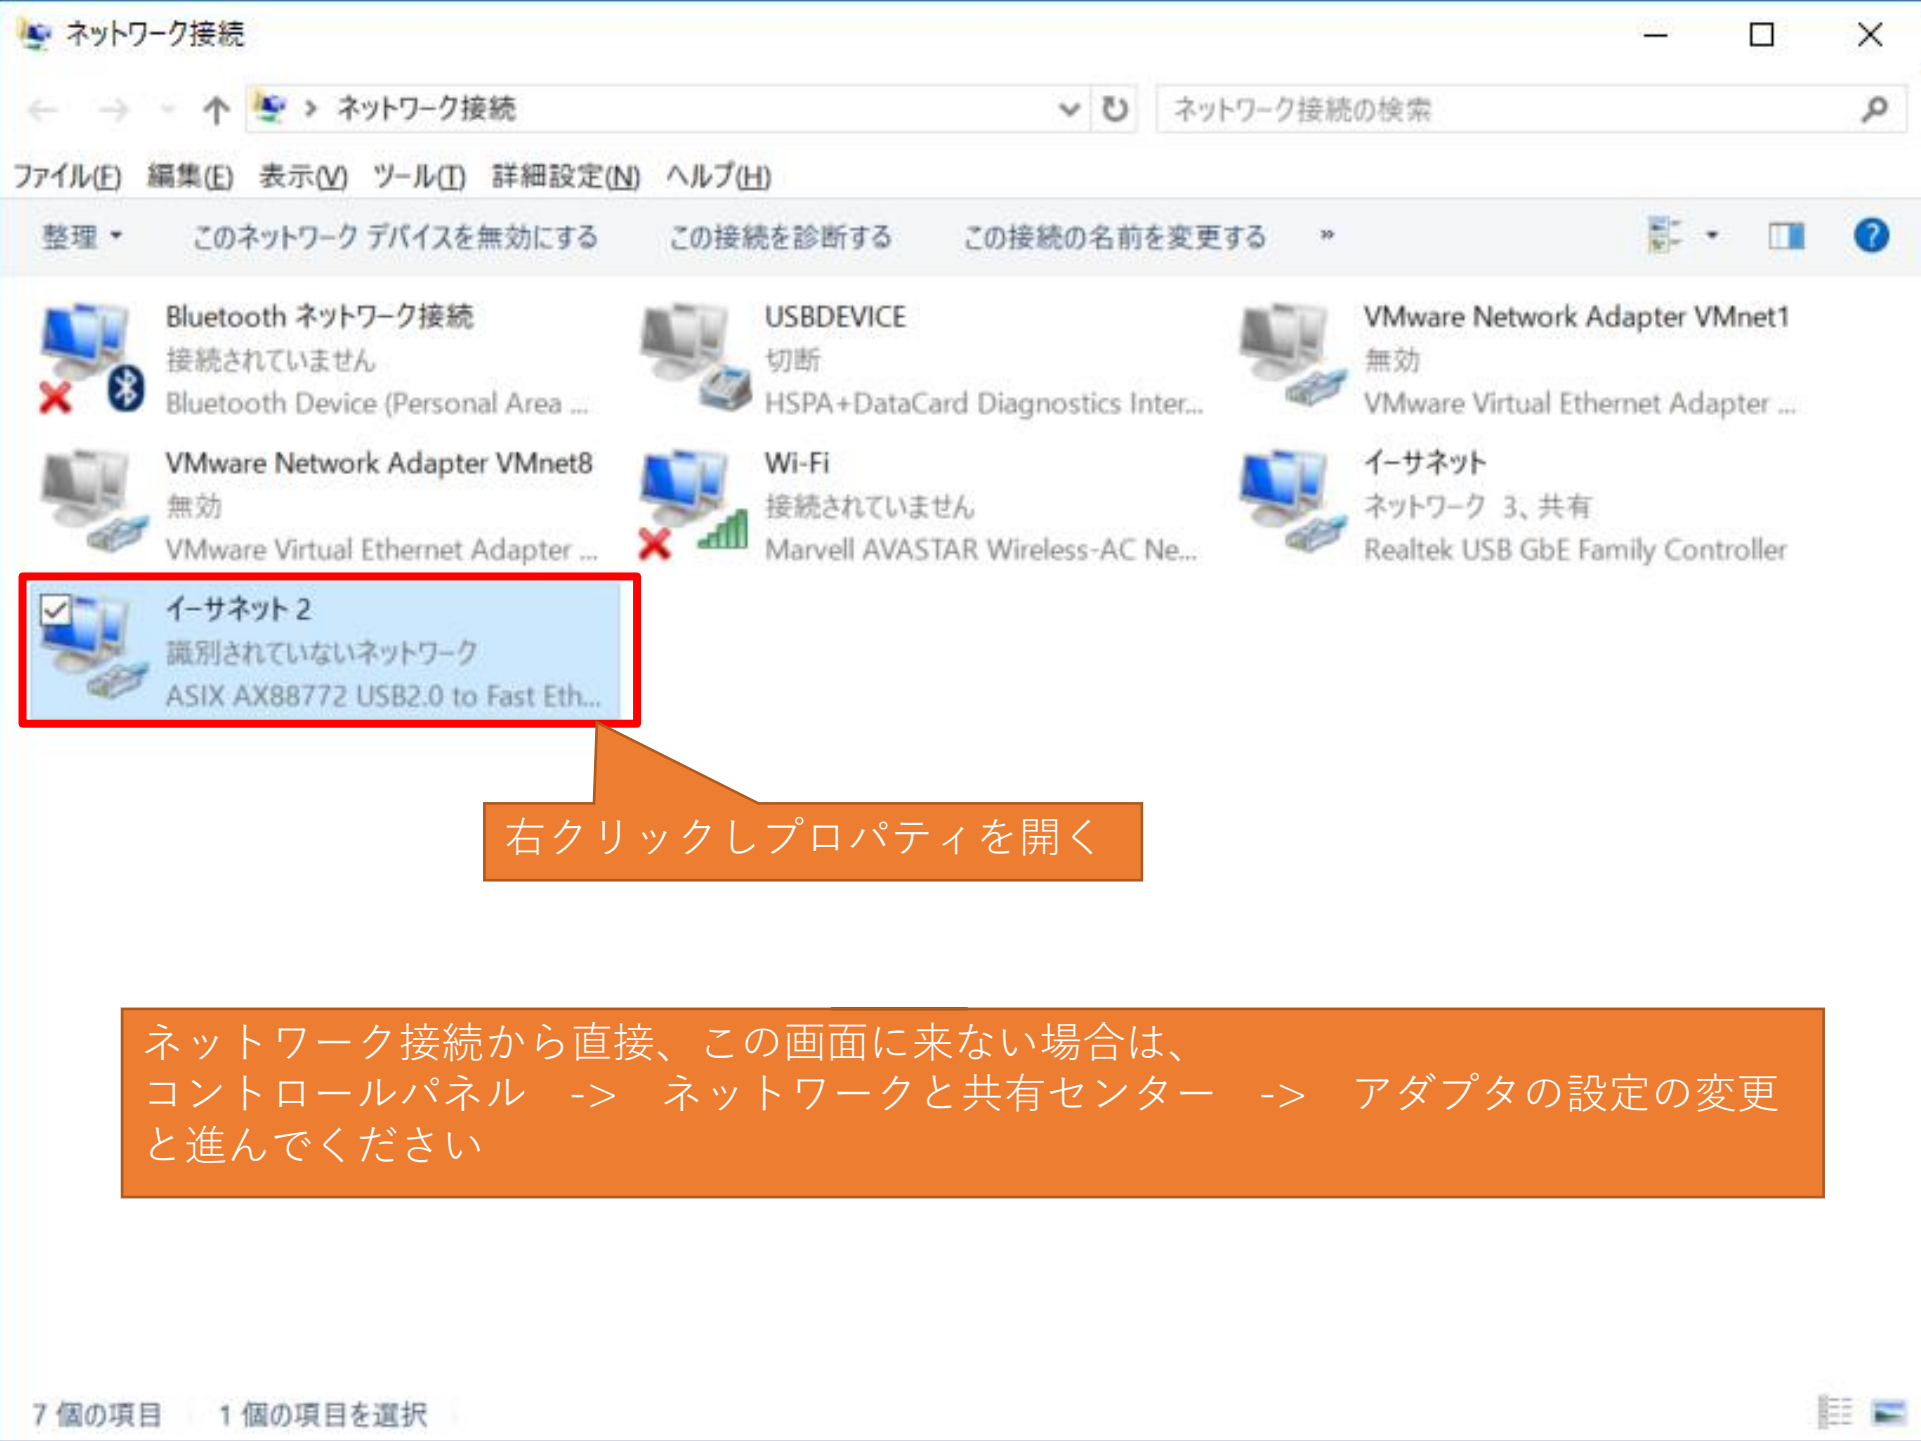 ネットワーク接続
ネットワーク接続
ネットワーク接続の検索
ファイル(F) 編集(E) 表示(V) ツール(T) 詳細設定(N) ヘルプ(H)
整理 このネットワーク デバイスを無効にする この接続を診断する この接続の名前を変更する »
Bluetooth ネットワーク接続
接続されていません
Bluetooth Device (Personal Area ...
USBDEVICE
切断
HSPA+DataCard Diagnostics Inter...
VMware Network Adapter VMnet1
無効
VMware Virtual Ethernet Adapter ...
VMware Network Adapter VMnet8
無効
VMware Virtual Ethernet Adapter ...
Wi-Fi
接続されていません
Marvell AVASTAR Wireless-AC Ne...
イーサネット
ネットワーク 3、共有
Realtek USB GbE Family Controller
イーサネット 2
識別されていないネットワーク
ASIX AX88772 USB2.0 to Fast Eth...
右クリックしプロパティを開く
ネットワーク接続から直接、この画面に来ない場合は、
コントロールパネル -> ネットワークと共有センター -> アダプタの設定の変更
と進んでください
7 個の項目 1 個の項目を選択